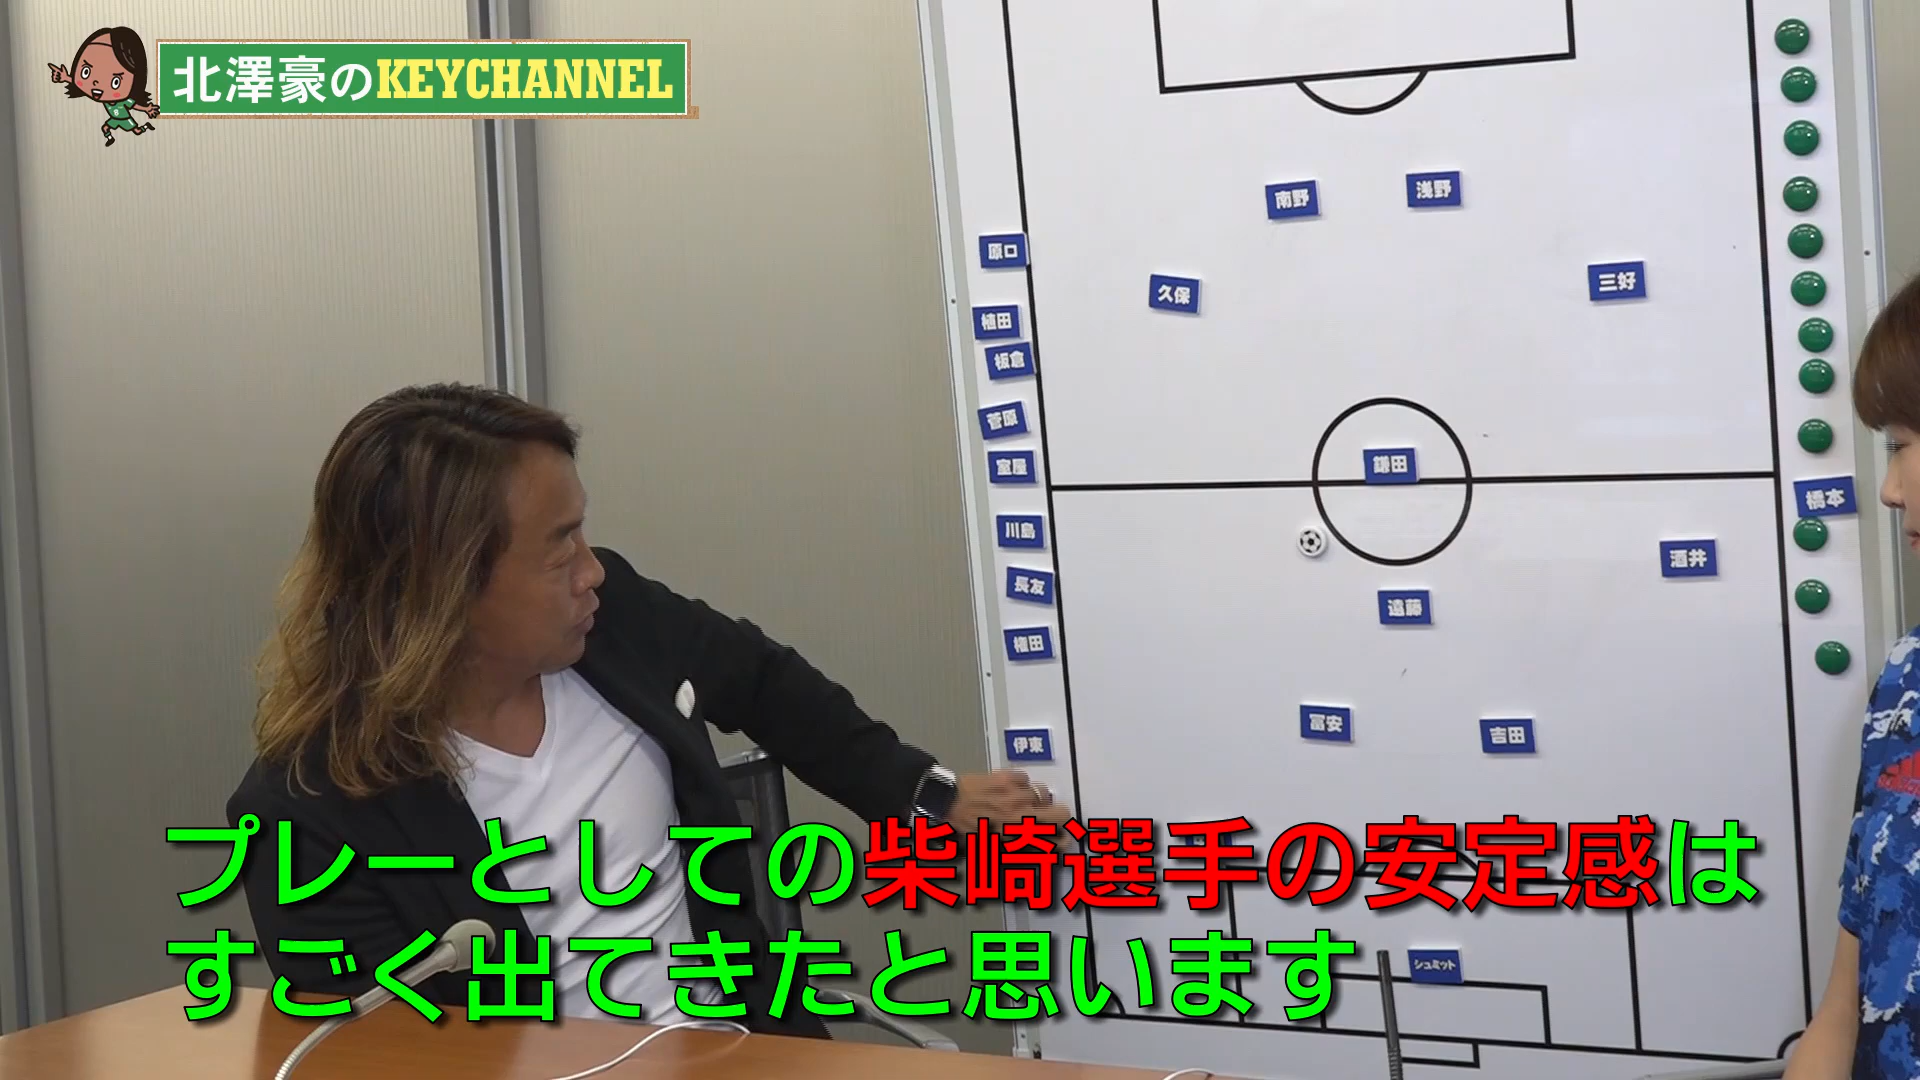 北澤豪のKEYCHANNEL
南野
浅野
原口
久保
三好
植田
板倉
菅原
室屋
鎌田
橋本
川島
酒井
長友
遠藤
権田
冨安
吉田
伊東
プレーとしての柴崎選手の安定感は
すごく出てきたと思います
シュミット